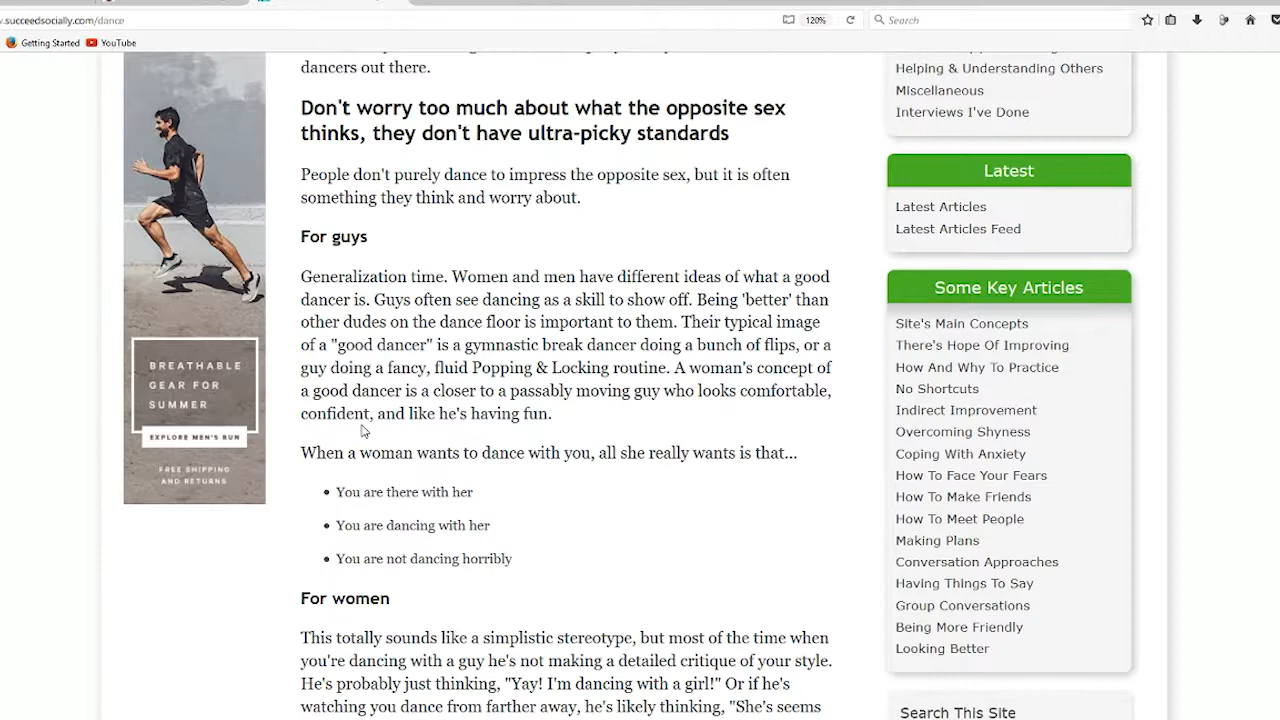 w.succeedsocially.com/dance
120%
Search
Getting Started
YouTube
dancers out there.
Don't worry too much about what the opposite sex
thinks, they don't have ultra-picky standards
People don't purely dance to impress the opposite sex, but it is often
something they think and worry about.
For guys
Generalization time. Women and men have different ideas of what a good
dancer is. Guys often see dancing as a skill to show off. Being 'better' than
other dudes on the dance floor is important to them. Their typical image
of a "good dancer" is a gymnastic break dancer doing a bunch of flips, or a
guy doing a fancy, fluid Popping & Locking routine. A woman's concept of
a good dancer is a closer to a passably moving guy who looks comfortable,
confident, and like he's having fun.
When a woman wants to dance with you, all she really wants is that...
• You are there with her
• You are dancing with her
• You are not dancing horribly
For women
This totally sounds like a simplistic stereotype, but most of the time when
you're dancing with a guy he's not making a detailed critique of your style.
He's probably just thinking, "Yay! I'm dancing with a girl!" Or if he's
watching you dance from farther away, he's likely thinking, "She's seems
BREATHABLE
GEAR FOR
SUMMER
EXPLORE MEN'S RUN
FREE SHIPPING
AND RETURNS
Helping & Understanding Others
Miscellaneous
Interviews I've Done
Latest
Latest Articles
Latest Articles Feed
Some Key Articles
Site's Main Concepts
There's Hope Of Improving
How And Why To Practice
No Shortcuts
Indirect Improvement
Overcoming Shyness
Coping With Anxiety
How To Face Your Fears
How To Make Friends
How To Meet People
Making Plans
Conversation Approaches
Having Things To Say
Group Conversations
Being More Friendly
Looking Better
Search This Site